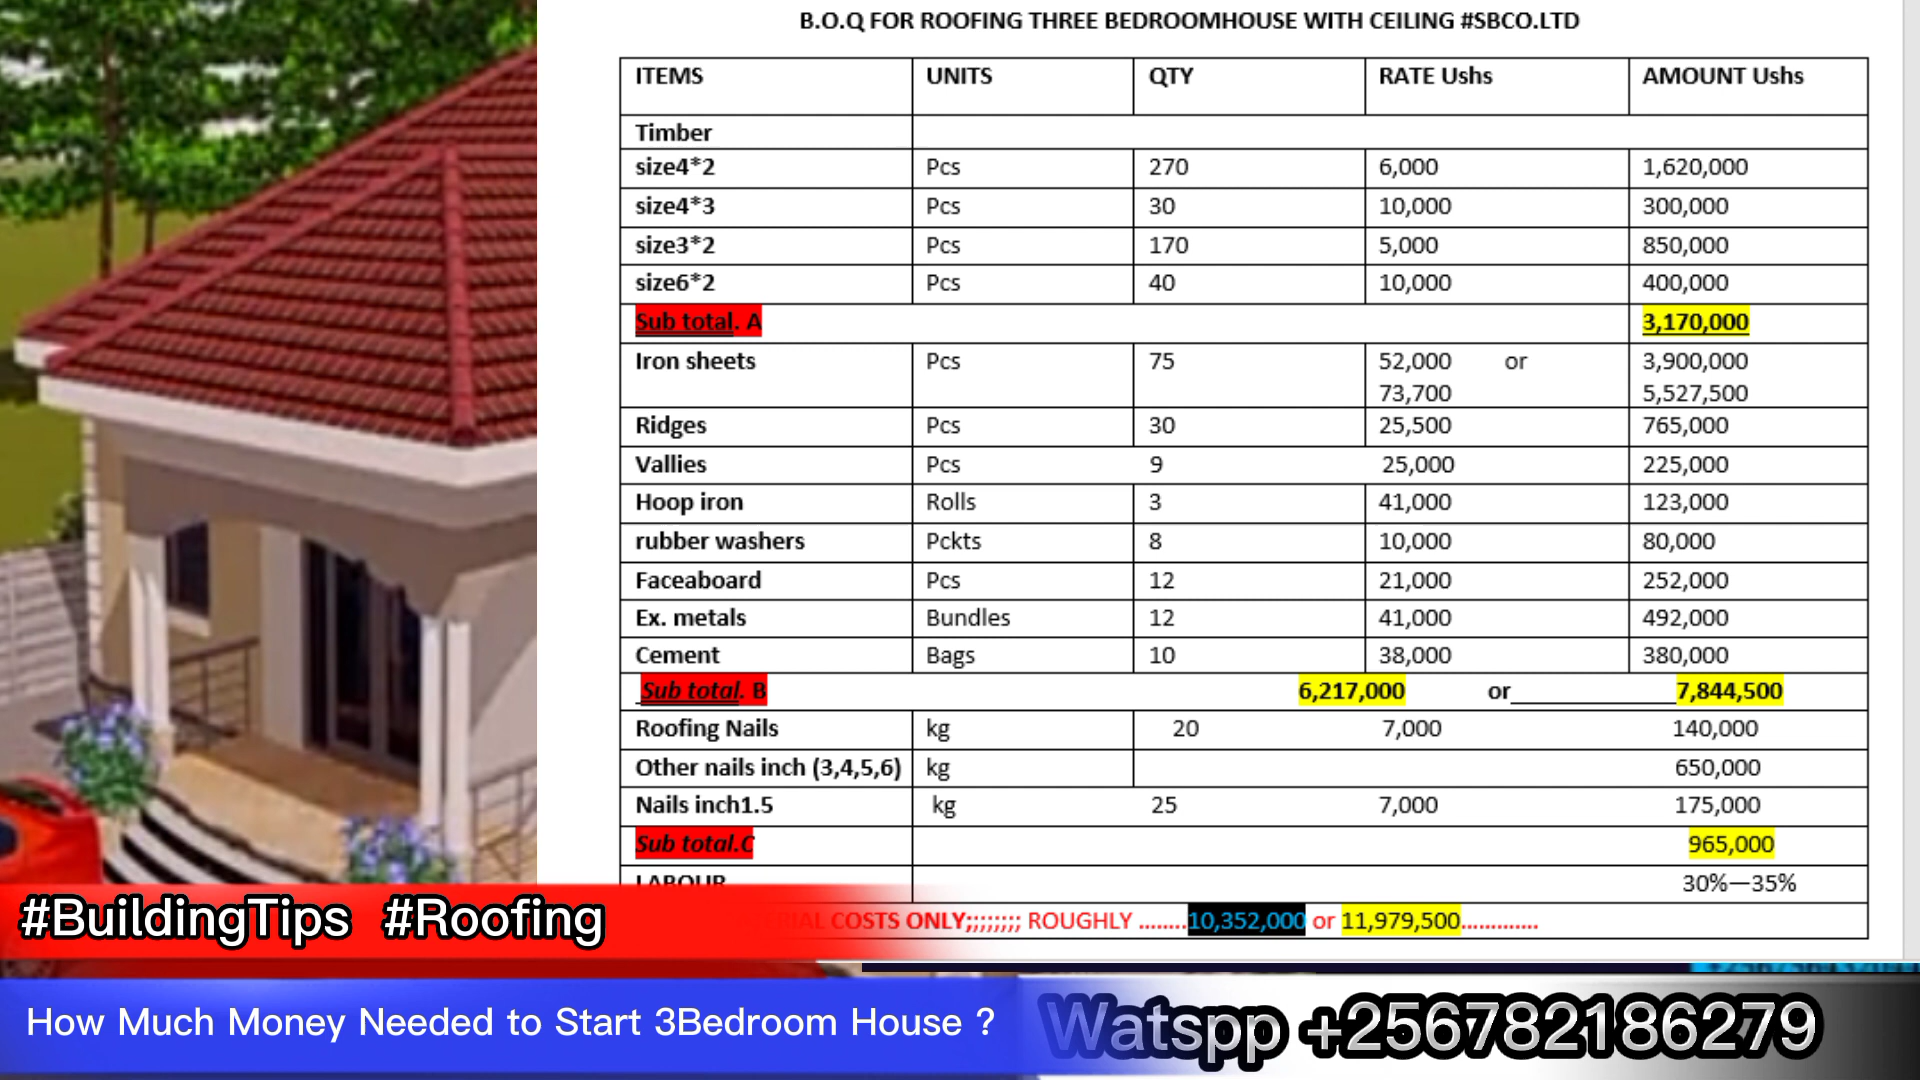 B.O.Q FOR ROOFING THREE BEDROOMHOUSE WITH CEILING #SBCO.LTD
ITEMS UNITS QTY RATE Ushs AMOUNT Ushs
Timber
size4*2 Pcs 270 6,000 1,620,000
size4*3 Pcs 30 10,000 300,000
size3*2 Pcs 170 5,000 850,000
size6*2 Pcs 40 10,000 400,000
Sub total. A 3,170,000
Iron sheets Pcs 75 52,000 or 3,900,000
73,700 5,527,500
Ridges Pcs 30 25,500 765,000
Vallies Pcs 9 25,000 225,000
Hoop iron Rolls 3 41,000 123,000
rubber washers Pckts 8 10,000 80,000
Faceaboard Pcs 12 21,000 252,000
Ex. metals Bundles 12 41,000 492,000
Cement Bags 10 38,000 380,000
Sub total. B 6,217,000 or 7,844,500
Roofing Nails kg 20 7,000 140,000
Other nails inch (3,4,5,6) kg 650,000
Nails inch1.5 kg 25 7,000 175,000
Sub total.C 965,000
LABOUR 30%—35%
COSTS ONLY;;;;;;;; ROUGHLY ........10,352,000 or 11,979,500.............
#BuildingTips #Roofing
How Much Money Needed to Start 3Bedroom House ?
Watspp +256782186279